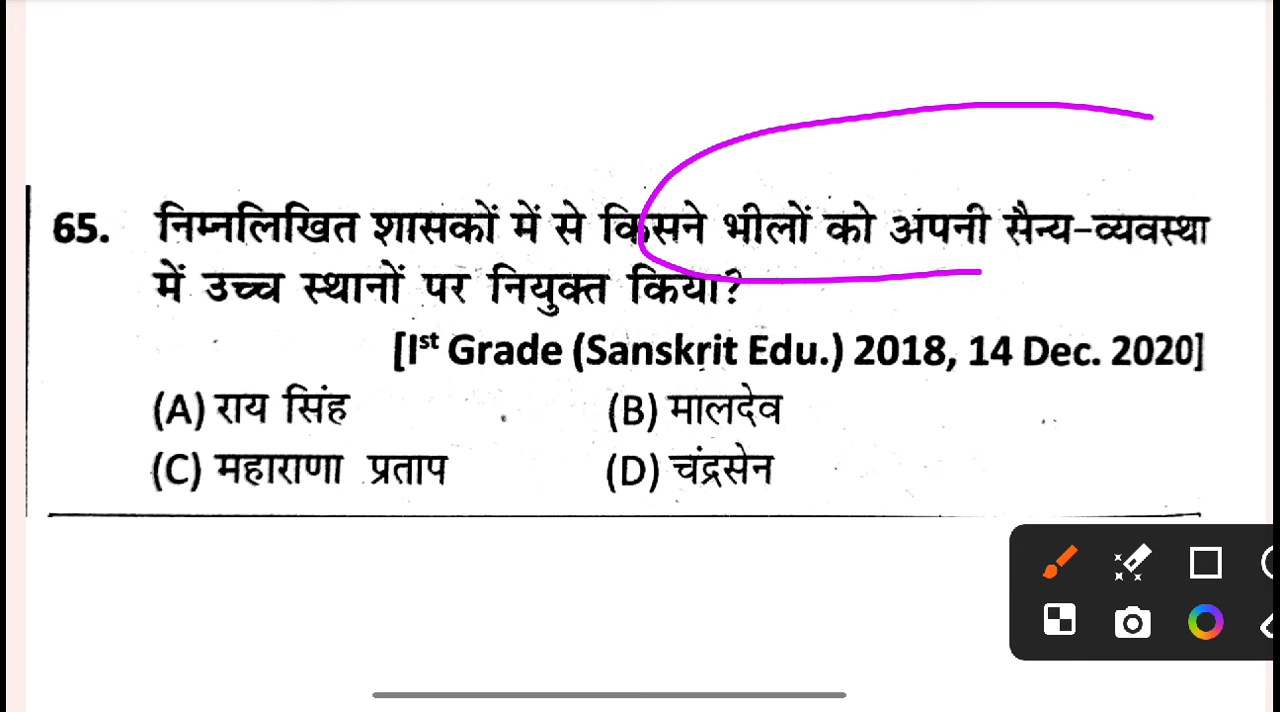 65. निम्नलिखित शासकों में से किसने भीलों को अपनी सैन्य-व्यवस्था
में उच्च स्थानों पर नियुक्त किया?
[Ist Grade (Sanskrit Edu.) 2018, 14 Dec. 2020]
(A) राय सिंह (B) मालदेव
(C) महाराणा प्रताप (D) चंद्रसेन